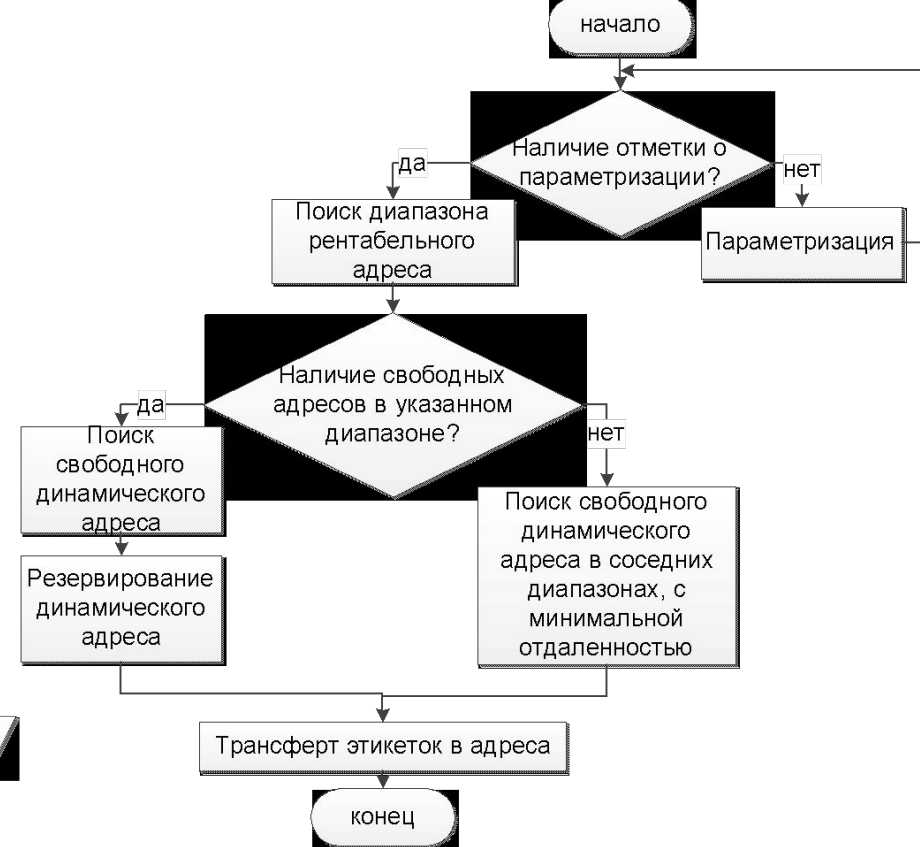 начало
Наличие отметки о
параметризации?
да
нет
Поиск диапазона
рентабельного
адреса
Параметризация
Наличие свободных
адресов в указанном
диапазоне?
да
нет
Поиск
свободного
динамического
адреса
Поиск свободного
динамического
адреса в соседних
диапазонах, с
минимальной
отдаленностью
Резервирование
динамического
адреса
Трансферт этикеток в адреса
конец